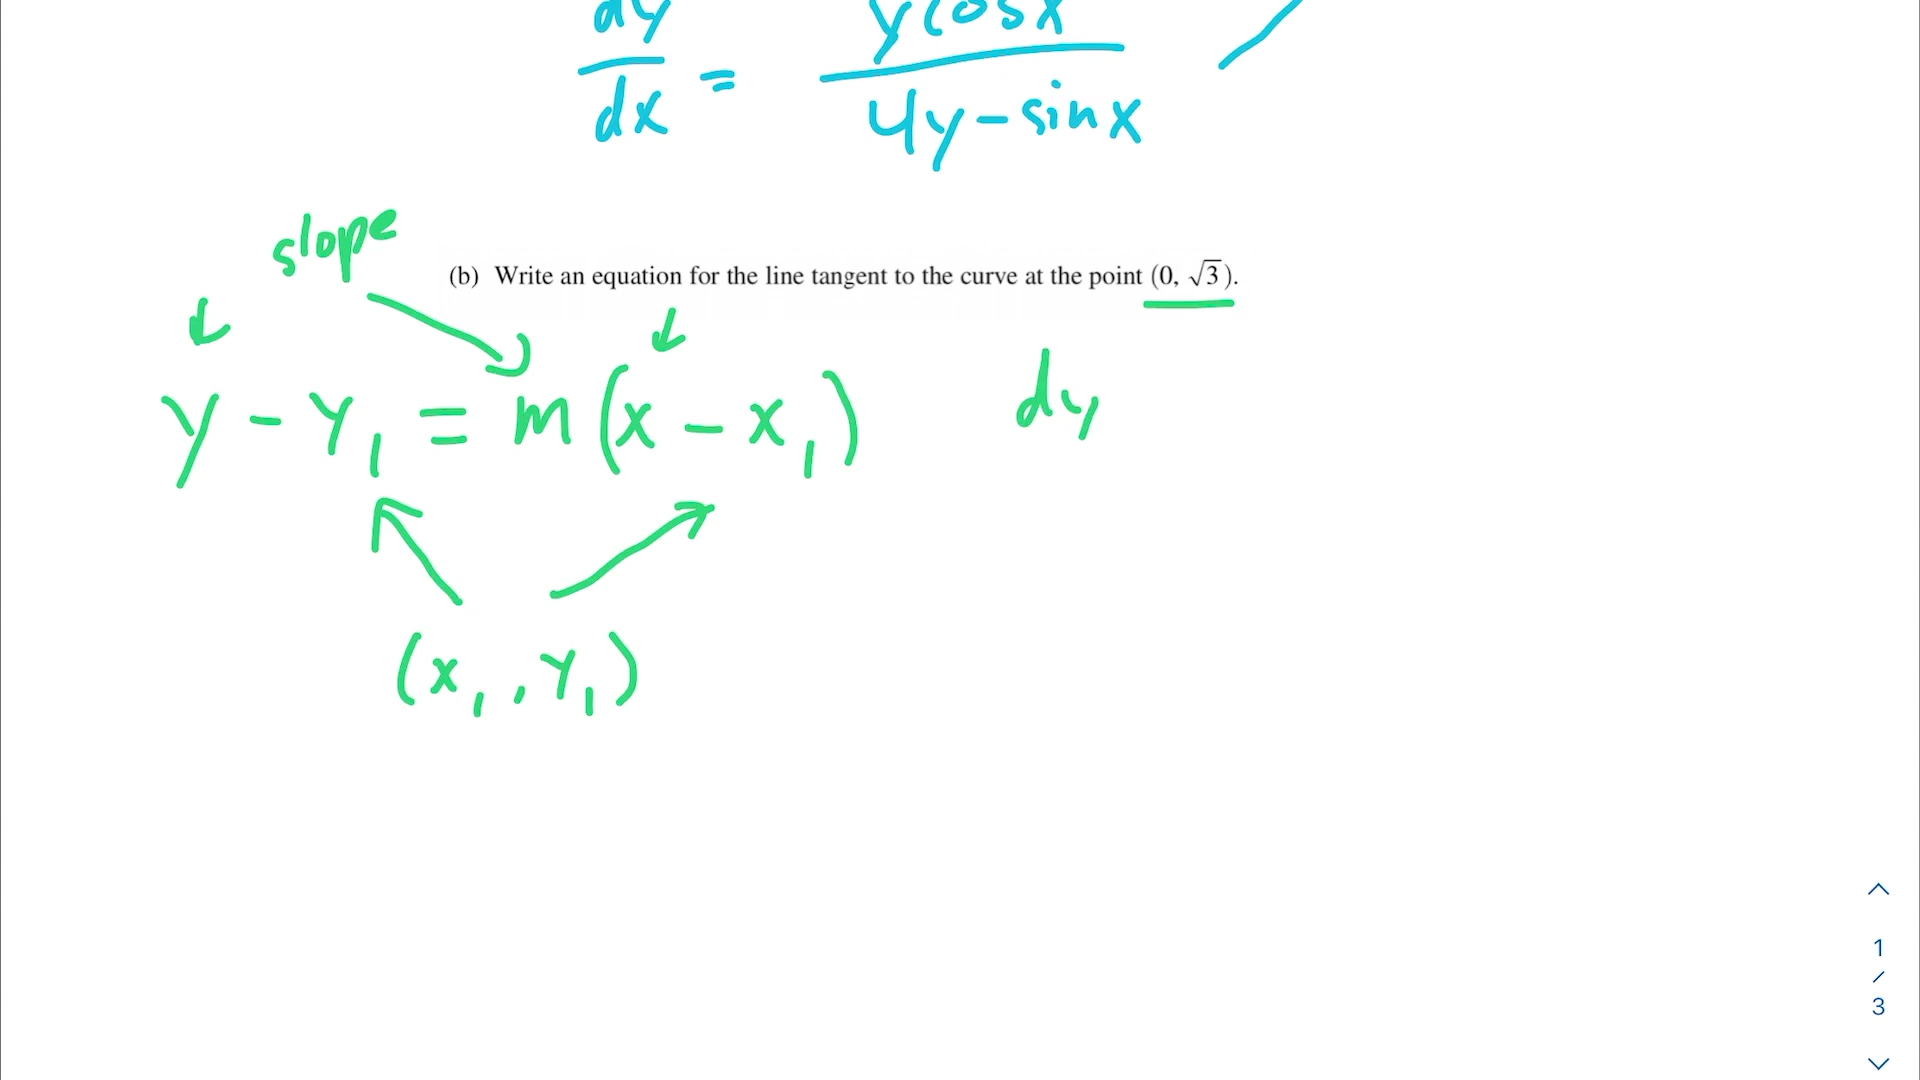 dy/dx = ycosx/4y-sinx
slope
(b) Write an equation for the line tangent to the curve at the point (0, √3).
y - y₁ = m(x - x₁)
dy
(x₁, y₁)
1
/
3